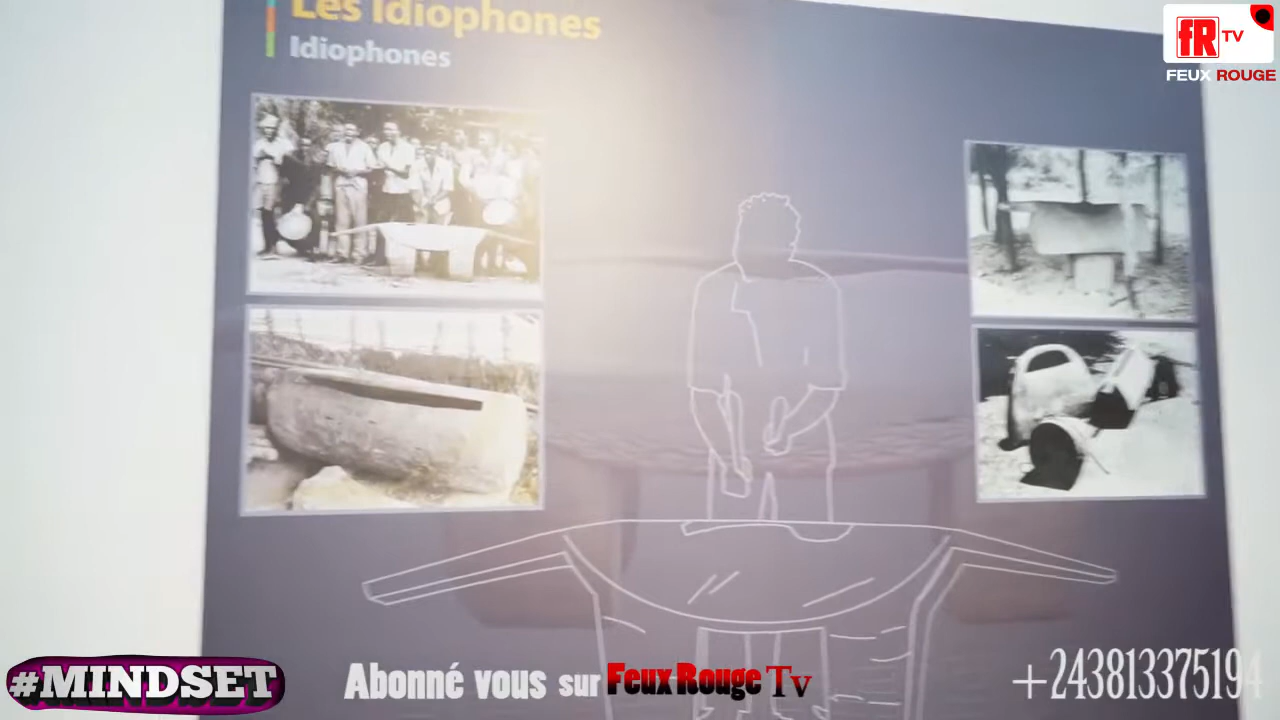 Les Idiophones
Idiophones
fR TV
FEUX ROUGE
#MINDSET
Abonné vous sur Feux Rouge Tv
+243813375194